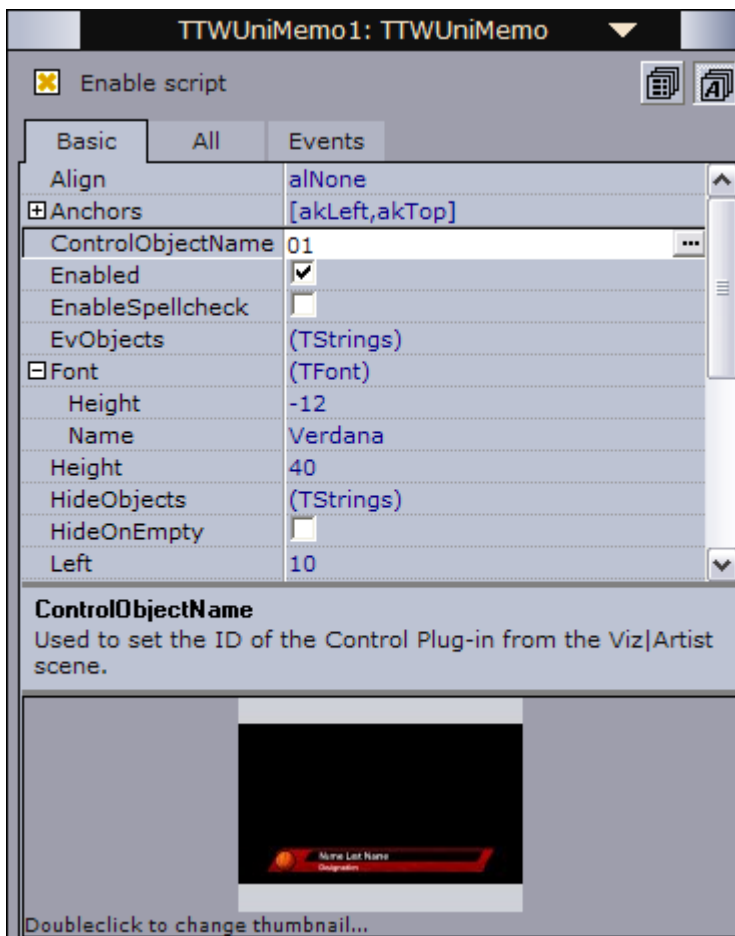 TTWUniMemo1: TTWUniMemo
Enable script
Basic All Events
Align alNone
Anchors [akLeft,akTop]
ControlObjectName 01
Enabled
EnableSpellcheck
EvObjects (TStrings)
Font (TFont)
Height -12
Name Verdana
Height 40
HideObjects (TStrings)
HideOnEmpty
Left 10
ControlObjectName
Used to set the ID of the Control Plug-in from the Viz|Artist
scene.
Name Last Name
Designation
Doubleclick to change thumbnail...